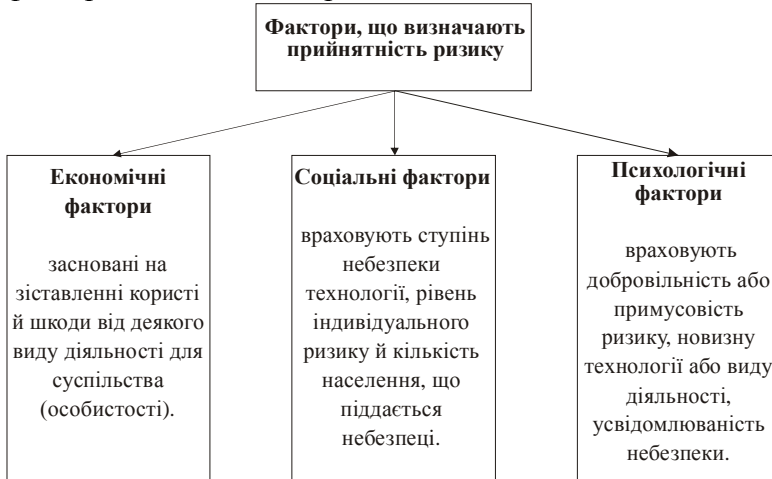 Фактори, що визначають
прийнятність ризику
Економічні
фактори
засновані на
зіставленні користі
й шкоди від деякого
виду діяльності для
суспільства
(особистості).
Соціальні фактори
враховують ступінь
небезпеки
технології, рівень
індивідуального
ризику й кількість
населення, що
піддається
небезпеці.
Психологічні
фактори
враховують
добровільність або
примусовість
ризику, новизну
технології або виду
діяльності,
усвідомлюваність
небезпеки.